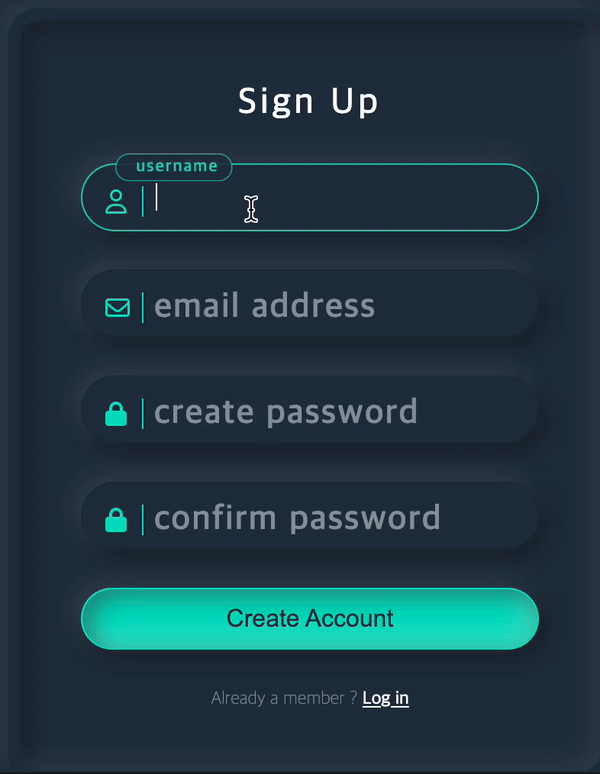 Sign Up
username
email address
create password
confirm password
Create Account
Already a member ? Log in